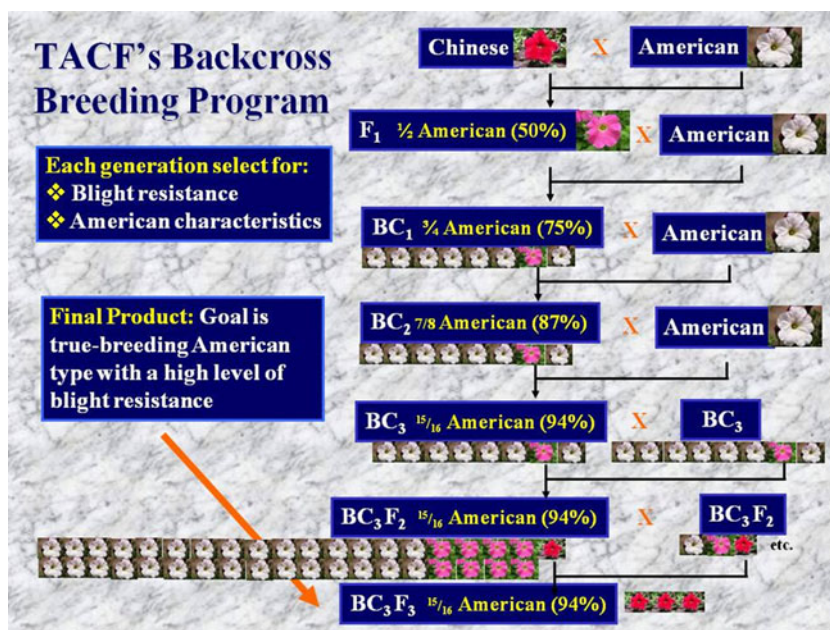 TACF's Backcross
Breeding Program
Chinese X American
F₁ ½ American (50%) X American
Each generation select for:
❖ Blight resistance
❖ American characteristics
BC₁ ¾ American (75%) X American
BC₂ 7/8 American (87%) X American
Final Product: Goal is
true-breeding American
type with a high level of
blight resistance
BC₃ 15/16 American (94%) X BC₃
BC₃F₂ 15/16 American (94%) X BC₃F₂
etc.
BC₃F₃ 15/16 American (94%)